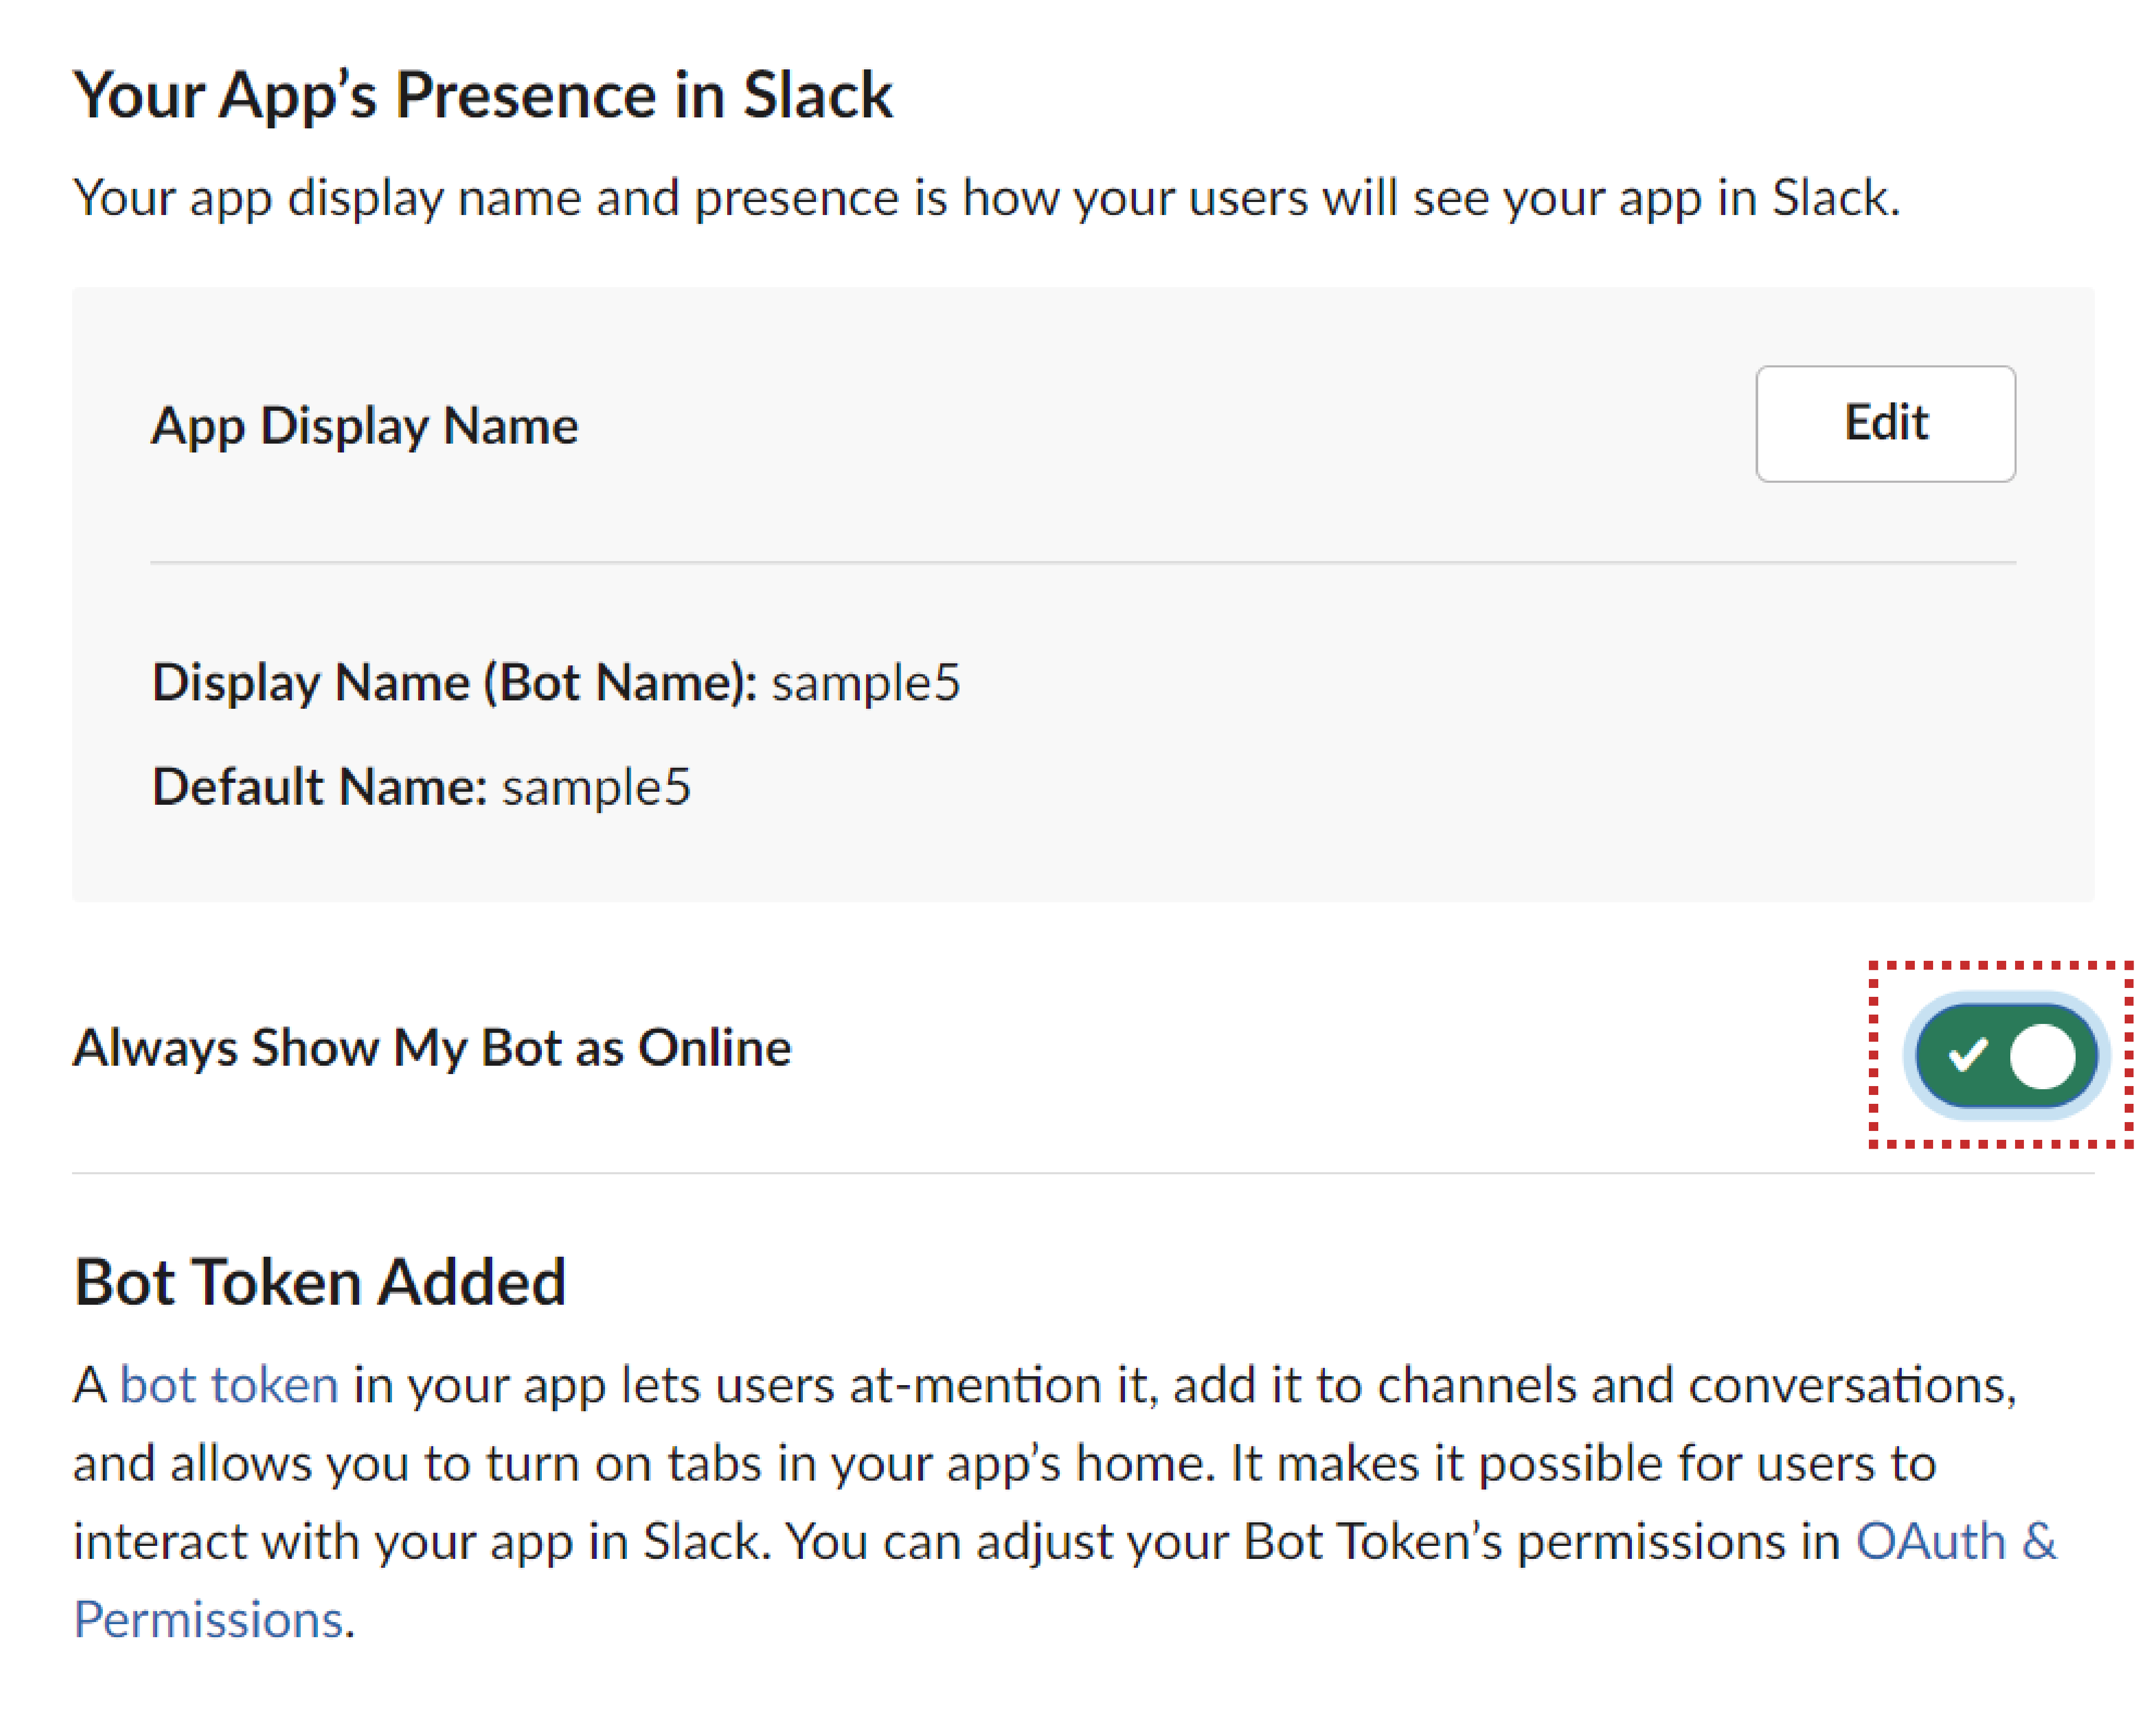 Your App’s Presence in Slack
Your app display name and presence is how your users will see your app in Slack.
App Display Name
Edit
Display Name (Bot Name): sample5
Default Name: sample5
Always Show My Bot as Online
Bot Token Added
A bot token in your app lets users at-mention it, add it to channels and conversations,
and allows you to turn on tabs in your app’s home. It makes it possible for users to
interact with your app in Slack. You can adjust your Bot Token’s permissions in OAuth &
Permissions.